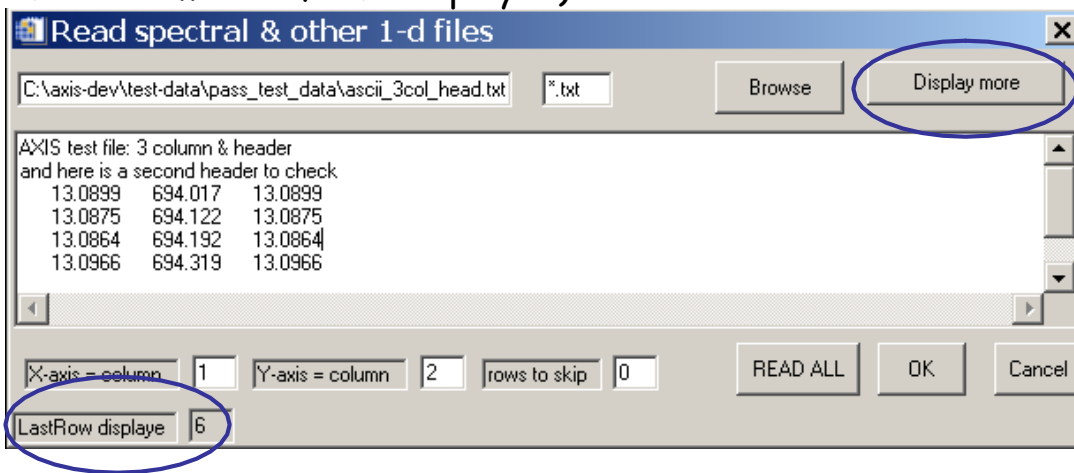 Read spectral & other 1-d files
C:\axis-dev\test-data\pass_test_data\ascii_3col_head.txt *.txt Browse Display more
AXIS test file: 3 column & header
and here is a second header to check
13.0899 694.017 13.0899
13.0875 694.122 13.0875
13.0864 694.192 13.0864
13.0966 694.319 13.0966
X-axis = column 1 Y-axis = column 2 rows to skip 0 READ ALL OK Cancel
LastRow displaye 6